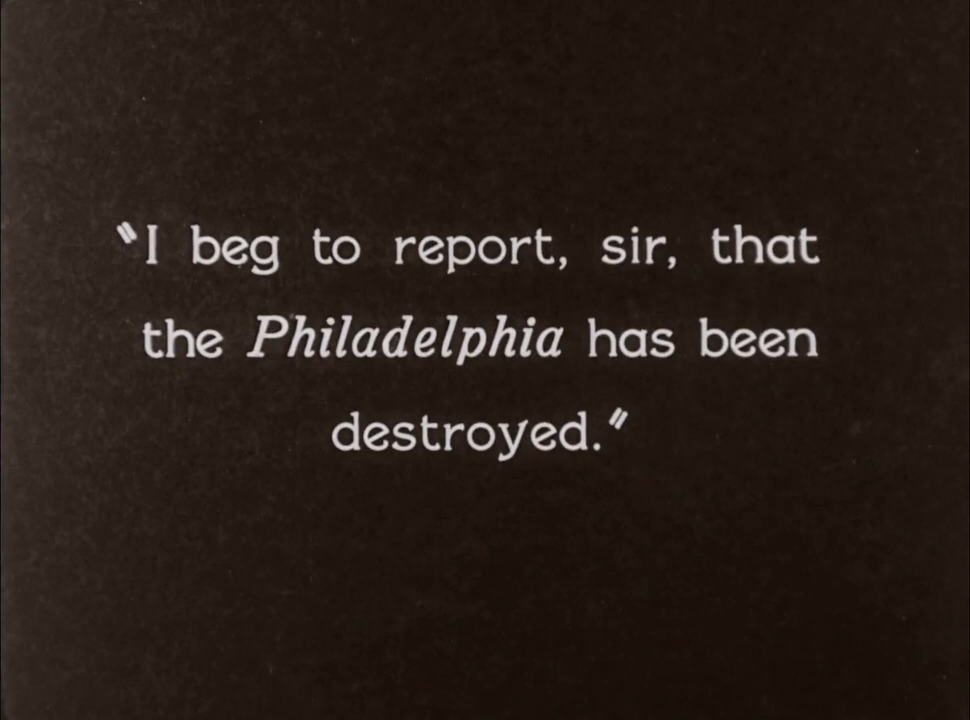 "I beg to report, sir, that
the Philadelphia has been
destroyed."